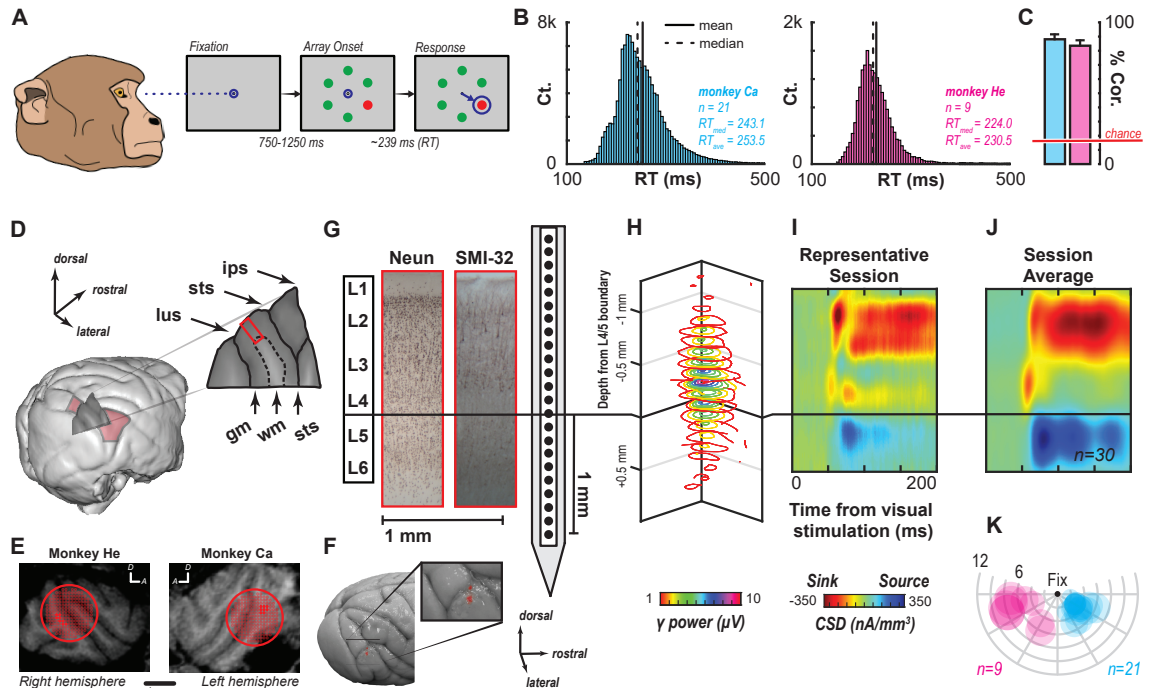 A
Fixation
Array Onset
Response
750-1250 ms
~239 ms (RT)
B
8k
Ct.
0
100
RT (ms)
500
mean
median
monkey Ca
n = 21
RTmed = 243.1
RTave = 253.5
2k
Ct.
0
100
RT (ms)
500
monkey He
n = 9
RTmed = 224.0
RTave = 230.5
C
100
% Cor.
chance
0
D
dorsal
rostral
lateral
ips
sts
lus
gm
wm
sts
G
Neun
SMI-32
L1
L2
L3
L4
L5
L6
1 mm
1 mm
H
Depth from L4/5 boundary
-1 mm
-0.5 mm
+0.5 mm
1
10
γ power (μV)
I
Representative
Session
0
200
Time from visual
stimulation (ms)
J
Session
Average
n=30
Sink
Source
-350
350
CSD (nA/mm³)
E
Monkey He
Monkey Ca
D
A
D
A
Right hemisphere
Left hemisphere
F
dorsal
rostral
lateral
K
12
6
Fix
n=9
n=21